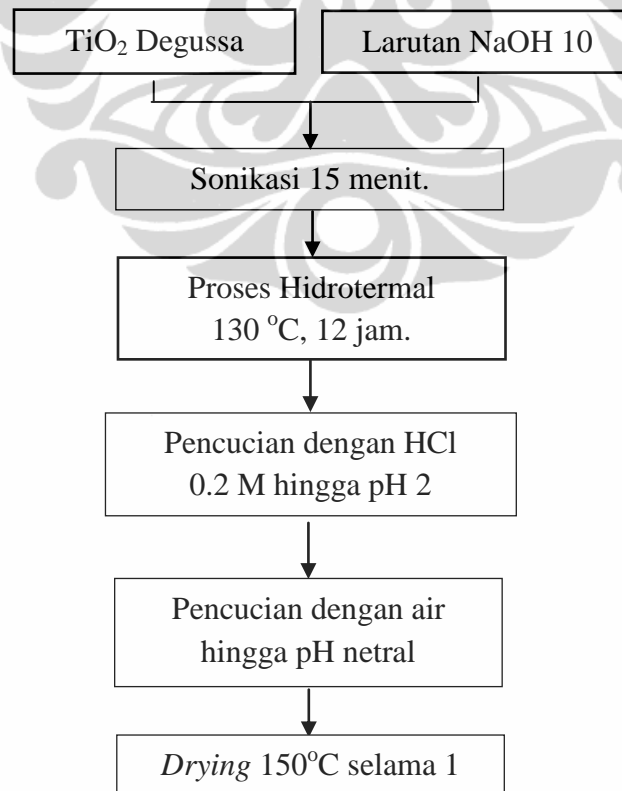 TiO₂ Degussa
Larutan NaOH 10
Sonikasi 15 menit.
Proses Hidrotermal
130 °C, 12 jam.
Pencucian dengan HCl
0.2 M hingga pH 2
Pencucian dengan air
hingga pH netral
Drying 150°C selama 1